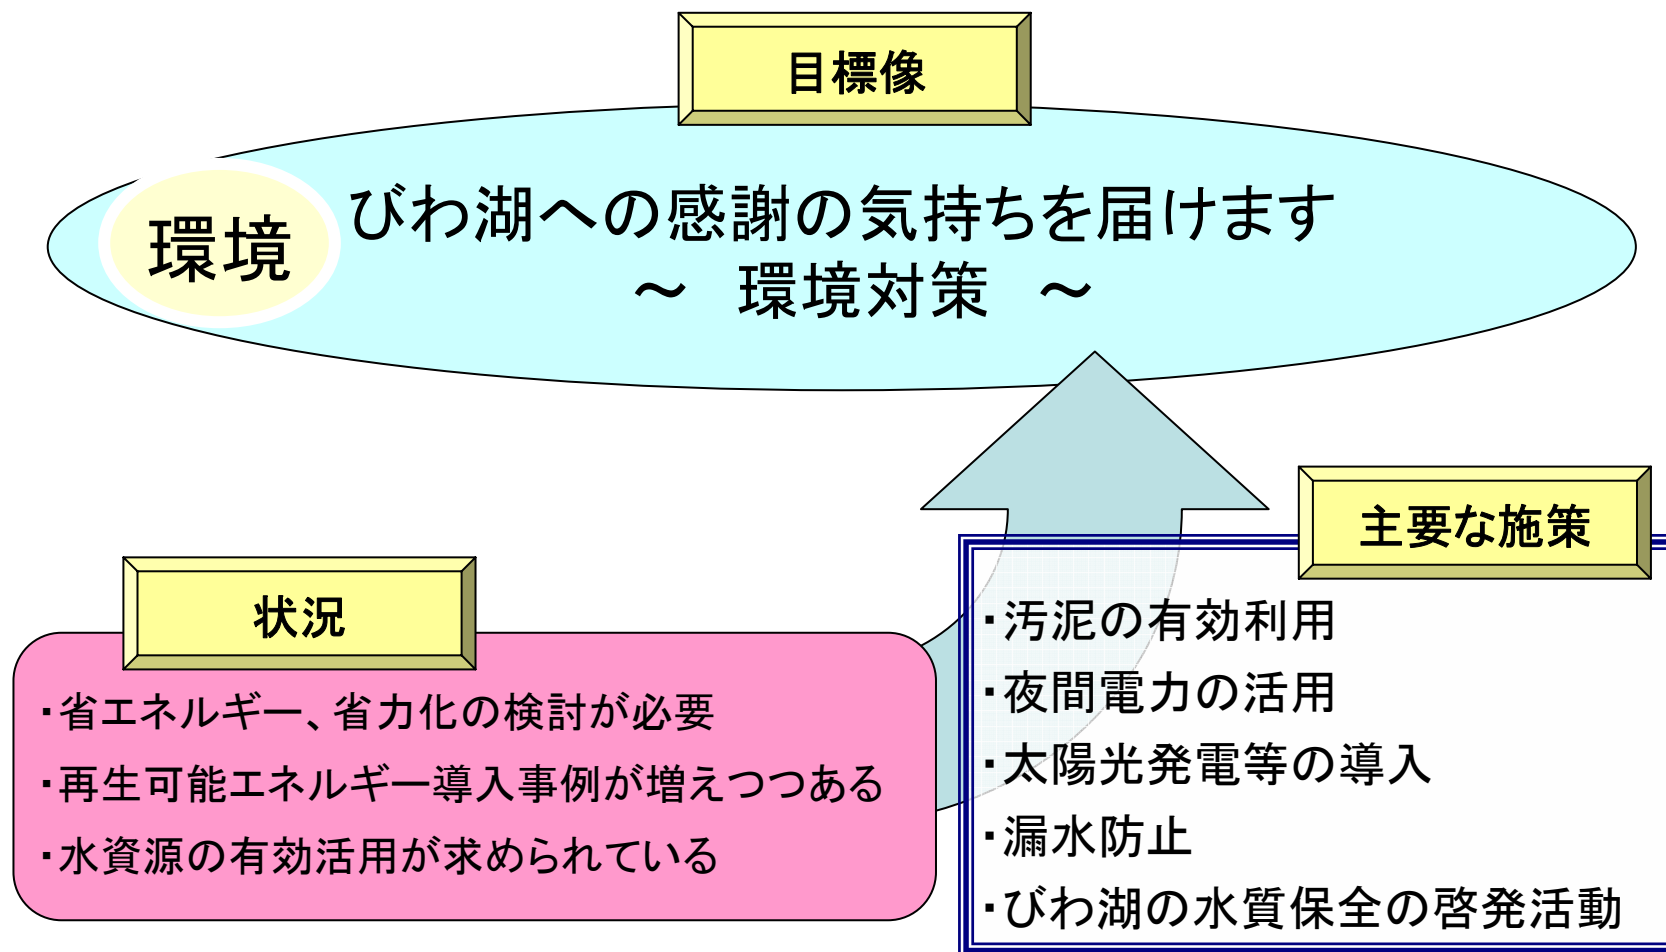 目標像
環境
びわ湖への感謝の気持ちを届けます
～　環境対策　～
状況
・省エネルギー、省力化の検討が必要
・再生可能エネルギー導入事例が増えつつある
・水資源の有効活用が求められている
主要な施策
・汚泥の有効利用
・夜間電力の活用
・太陽光発電等の導入
・漏水防止
・びわ湖の水質保全の啓発活動